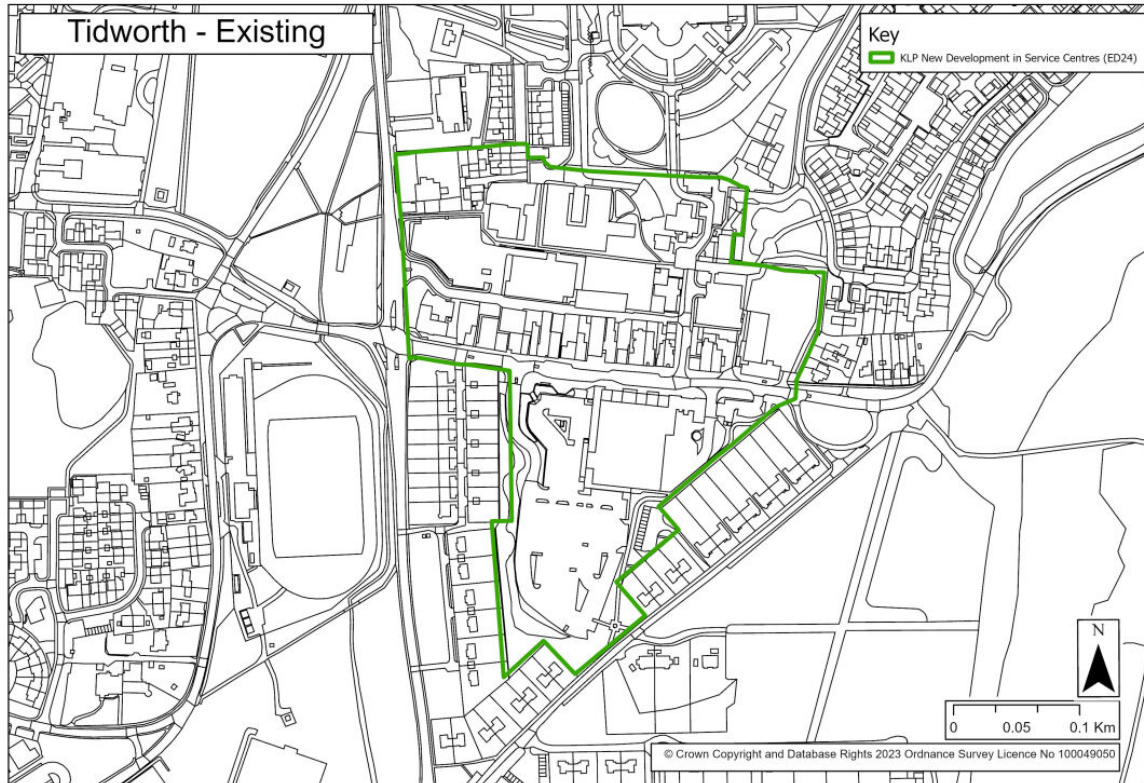 Tidworth - Existing
Key
KLP New Development in Service Centres (ED24)
N
0 0.05 0.1 Km
© Crown Copyright and Database Rights 2023 Ordnance Survey Licence No 100049050